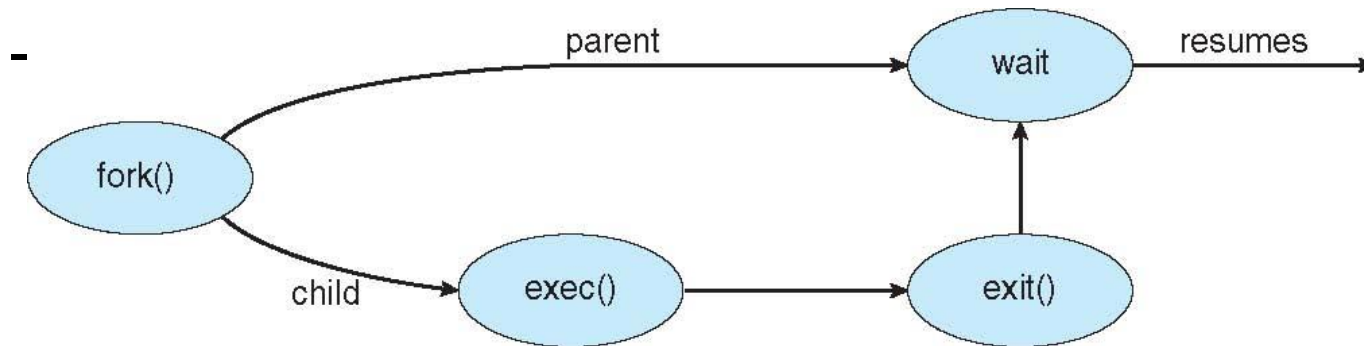 parent
wait
resumes
fork()
child
exec()
exit()